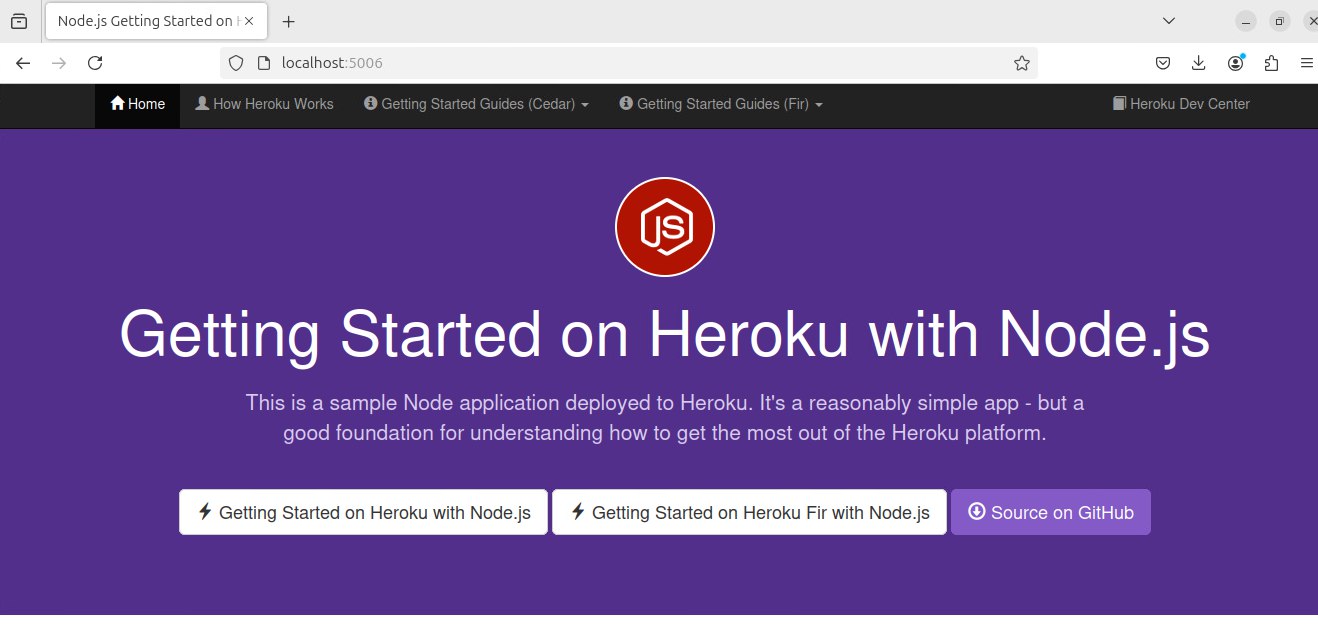 Node.js Getting Started on
localhost:5006
Home How Heroku Works Getting Started Guides (Cedar) Getting Started Guides (Fir) Heroku Dev Center
JS
Getting Started on Heroku with Node.js
This is a sample Node application deployed to Heroku. It's a reasonably simple app - but a
good foundation for understanding how to get the most out of the Heroku platform.
Getting Started on Heroku with Node.js Getting Started on Heroku Fir with Node.js Source on GitHub